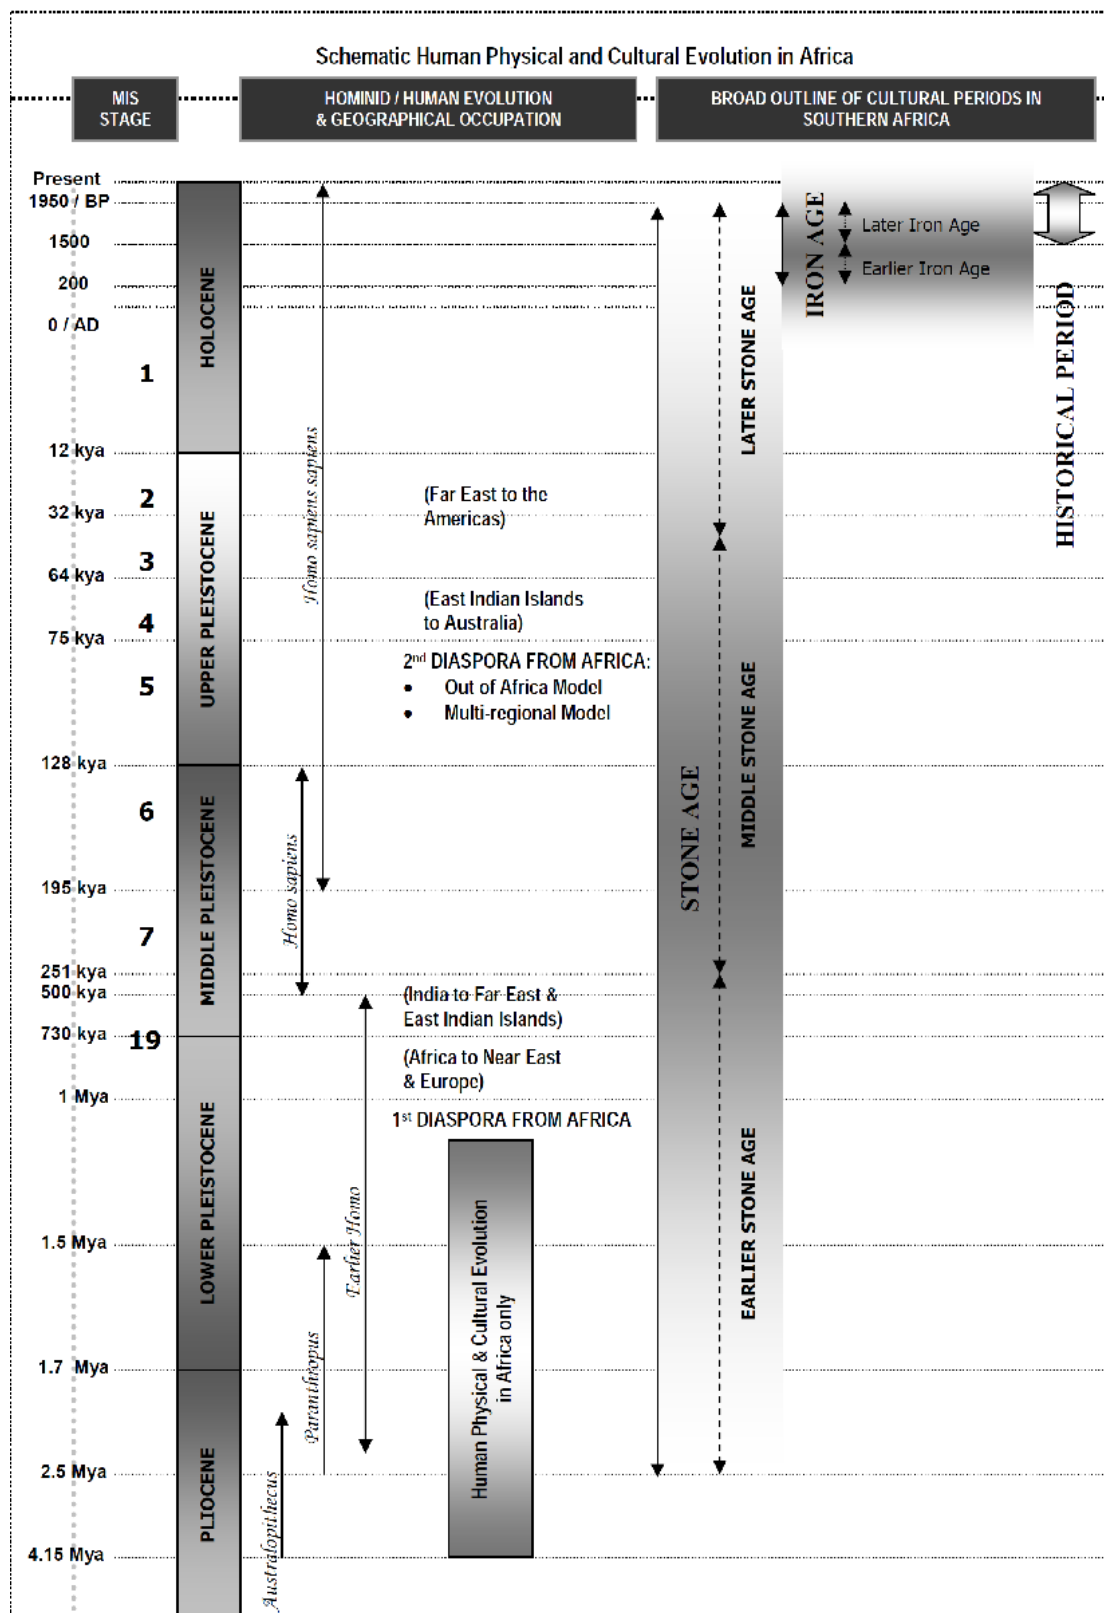 Schematic Human Physical and Cultural Evolution in Africa
MIS
STAGE
HOMINID / HUMAN EVOLUTION
& GEOGRAPHICAL OCCUPATION
BROAD OUTLINE OF CULTURAL PERIODS IN
SOUTHERN AFRICA
Present
1950 / BP
1500
200
0 / AD
12 kya
32 kya
64 kya
75 kya
128 kya
195 kya
251 kya
500 kya
730 kya
1 Mya
1.5 Mya
1.7 Mya
2.5 Mya
4.15 Mya
1
2
3
4
5
6
7
19
HOLOCENE
UPPER PLEISTOCENE
MIDDLE PLEISTOCENE
LOWER PLEISTOCENE
PLIOCENE
Homo sapiens sapiens
Homo sapiens
Earlier Homo
Paranthropus
Australopithecus
(Far East to the
Americas)
(East Indian Islands
to Australia)
2nd DIASPORA FROM AFRICA:
• Out of Africa Model
• Multi-regional Model
(India to Far East &
East Indian Islands)
(Africa to Near East
& Europe)
1st DIASPORA FROM AFRICA
Human Physical & Cultural Evolution
in Africa only
STONE AGE
LATER STONE AGE
MIDDLE STONE AGE
EARLIER STONE AGE
IRON AGE
Later Iron Age
Earlier Iron Age
HISTORICAL PERIOD